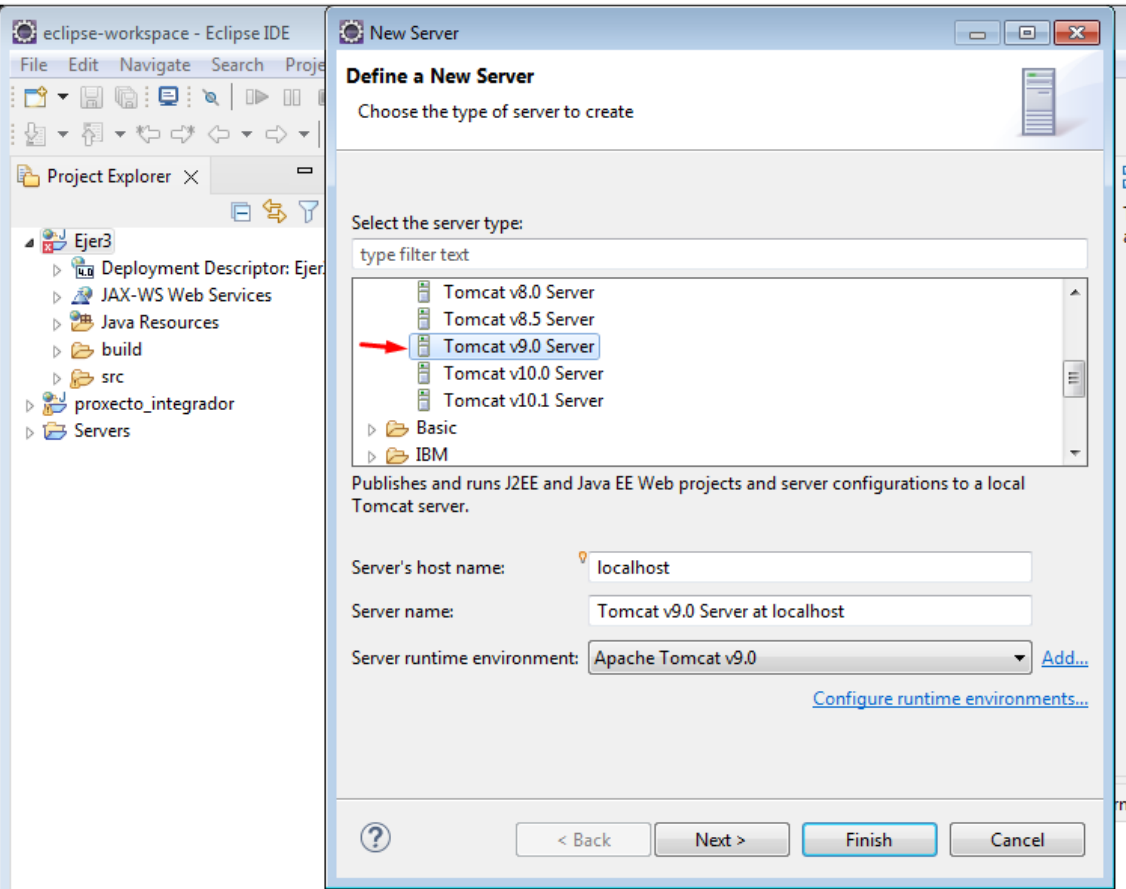 eclipse-workspace - Eclipse IDE
File Edit Navigate Search Proje
Project Explorer
Ejer3
4.0 Deployment Descriptor: Ejer
JAX-WS Web Services
Java Resources
build
src
proxecto_integrador
Servers
New Server
Define a New Server
Choose the type of server to create
Select the server type:
type filter text
Tomcat v8.0 Server
Tomcat v8.5 Server
Tomcat v9.0 Server
Tomcat v10.0 Server
Tomcat v10.1 Server
Basic
IBM
Publishes and runs J2EE and Java EE Web projects and server configurations to a local
Tomcat server.
Server's host name: localhost
Server name: Tomcat v9.0 Server at localhost
Server runtime environment: Apache Tomcat v9.0 Add...
Configure runtime environments...
? < Back Next > Finish Cancel